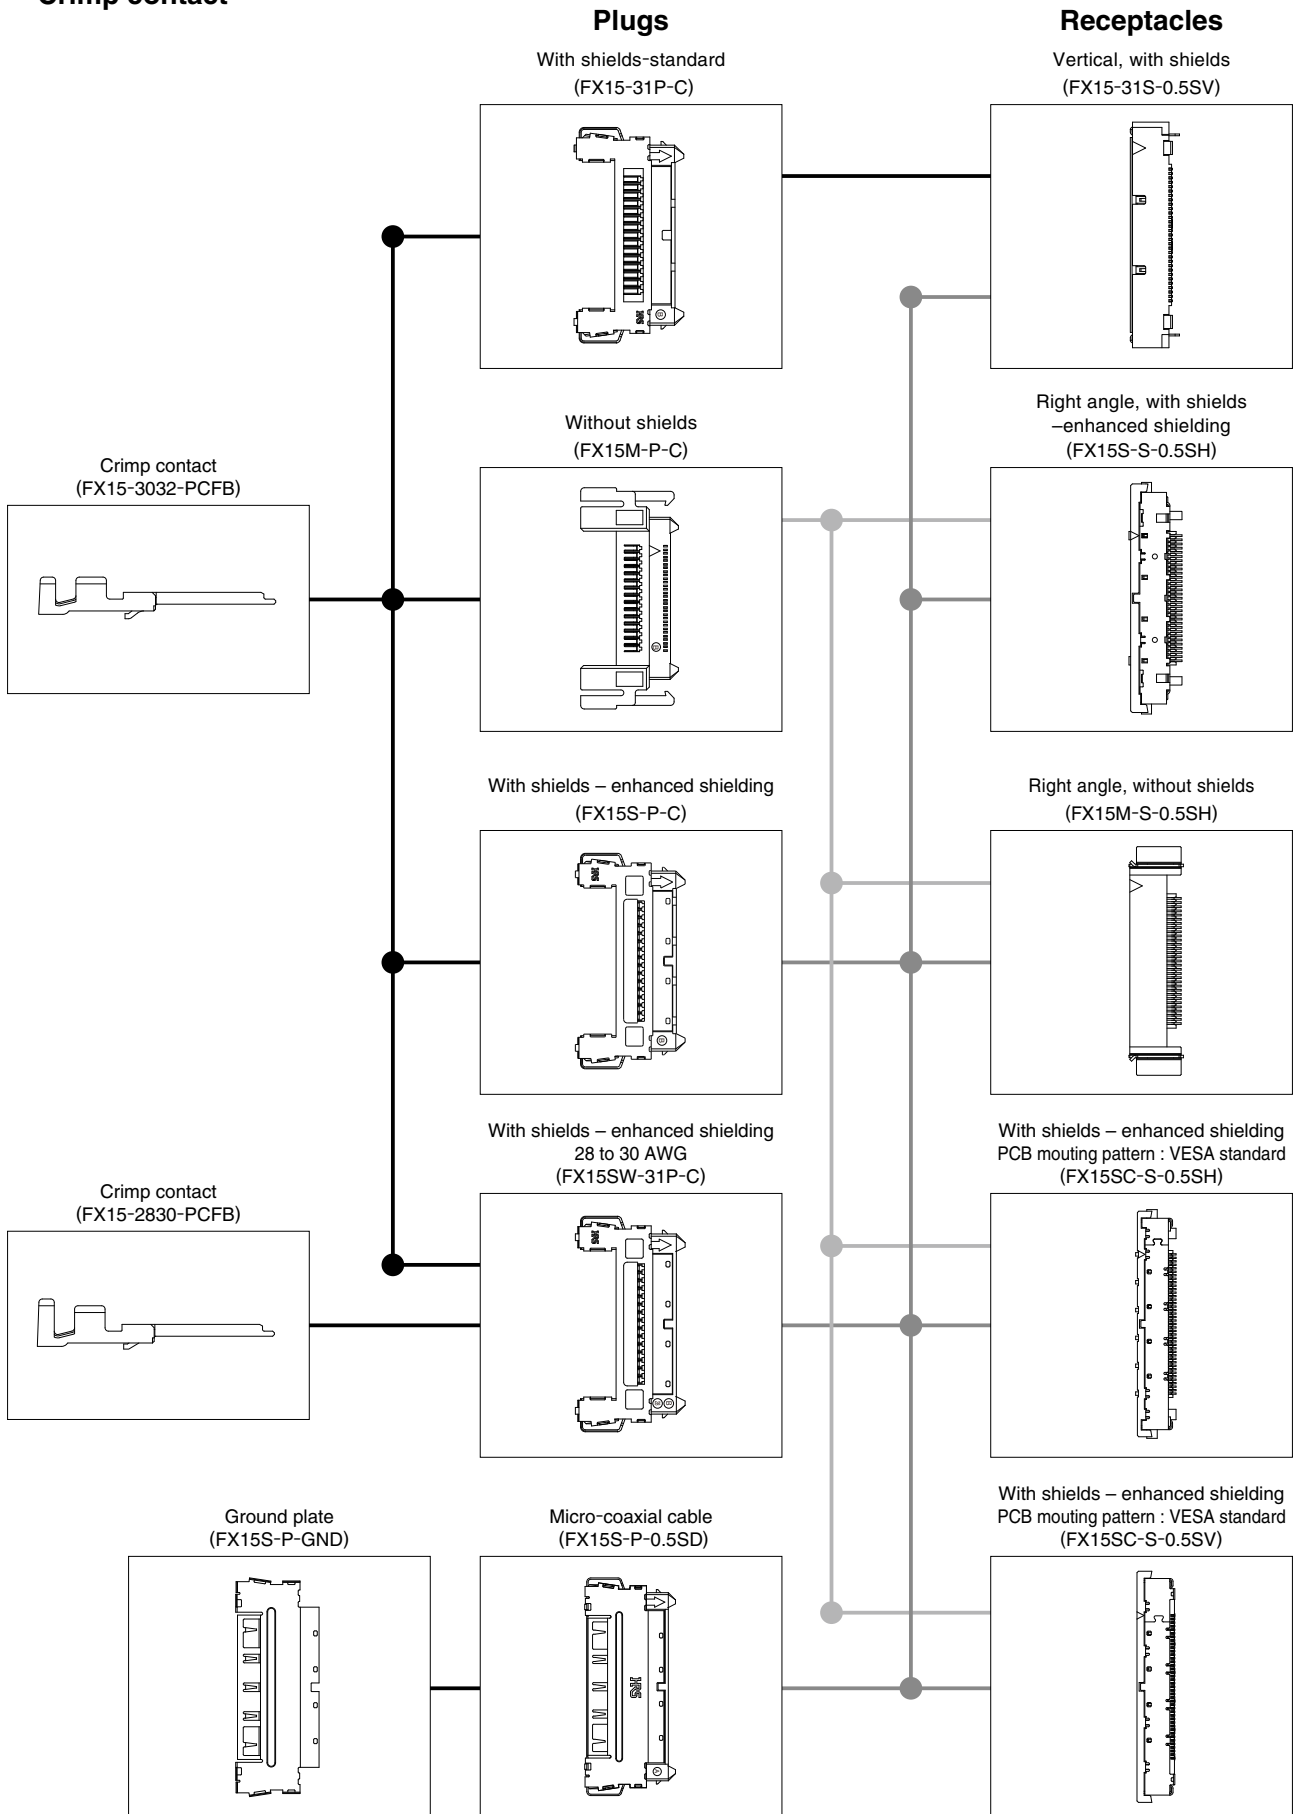 Crimp contact
Plugs
Receptacles
With shields-standard
(FX15-31P-C)
Vertical, with shields
(FX15-31S-0.5SV)
Without shields
(FX15M-P-C)
Right angle, with shields
–enhanced shielding
(FX15S-S-0.5SH)
Crimp contact
(FX15-3032-PCFB)
With shields – enhanced shielding
(FX15S-P-C)
Right angle, without shields
(FX15M-S-0.5SH)
With shields – enhanced shielding
28 to 30 AWG
(FX15SW-31P-C)
With shields – enhanced shielding
PCB mouting pattern : VESA standard
(FX15SC-S-0.5SH)
Crimp contact
(FX15-2830-PCFB)
Ground plate
(FX15S-P-GND)
Micro-coaxial cable
(FX15S-P-0.5SD)
With shields – enhanced shielding
PCB mouting pattern : VESA standard
(FX15SC-S-0.5SV)
HRS
HRS
HRS
HRS